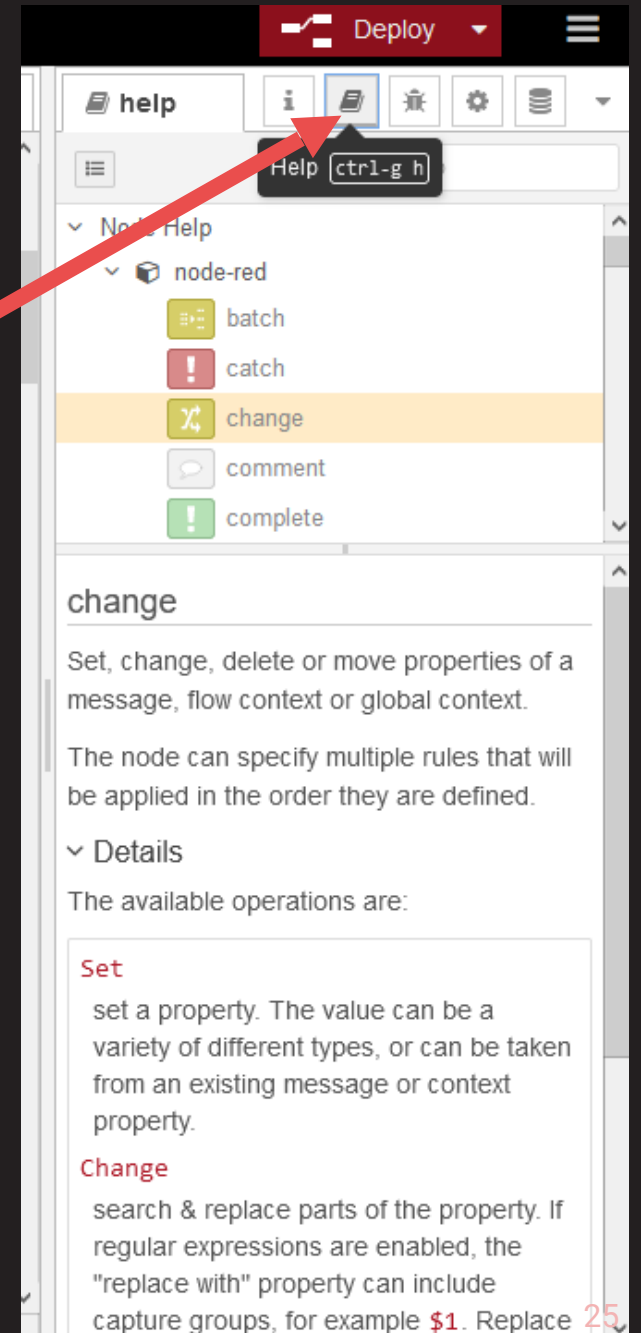 Deploy
help
i
Help ctrl-g h
Node Help
node-red
batch
catch
change
comment
complete
change
Set, change, delete or move properties of a
message, flow context or global context.
The node can specify multiple rules that will
be applied in the order they are defined.
Details
The available operations are:
Set
set a property. The value can be a
variety of different types, or can be taken
from an existing message or context
property.
Change
search & replace parts of the property. If
regular expressions are enabled, the
"replace with" property can include
capture groups, for example $1. Replace
25